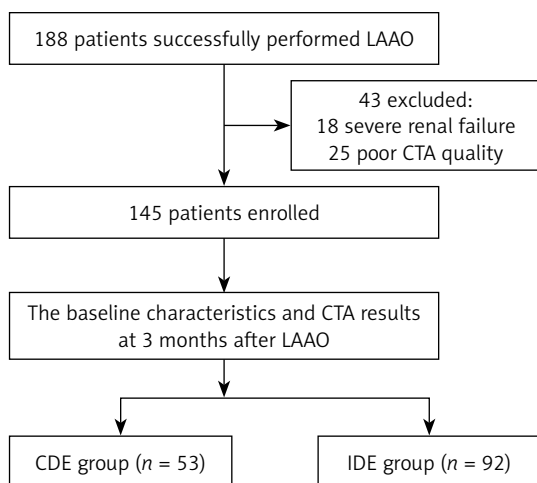 188 patients successfully performed LAAO
43 excluded:
18 severe renal failure
25 poor CTA quality
145 patients enrolled
The baseline characteristics and CTA results
at 3 months after LAAO
CDE group (n = 53)
IDE group (n = 92)